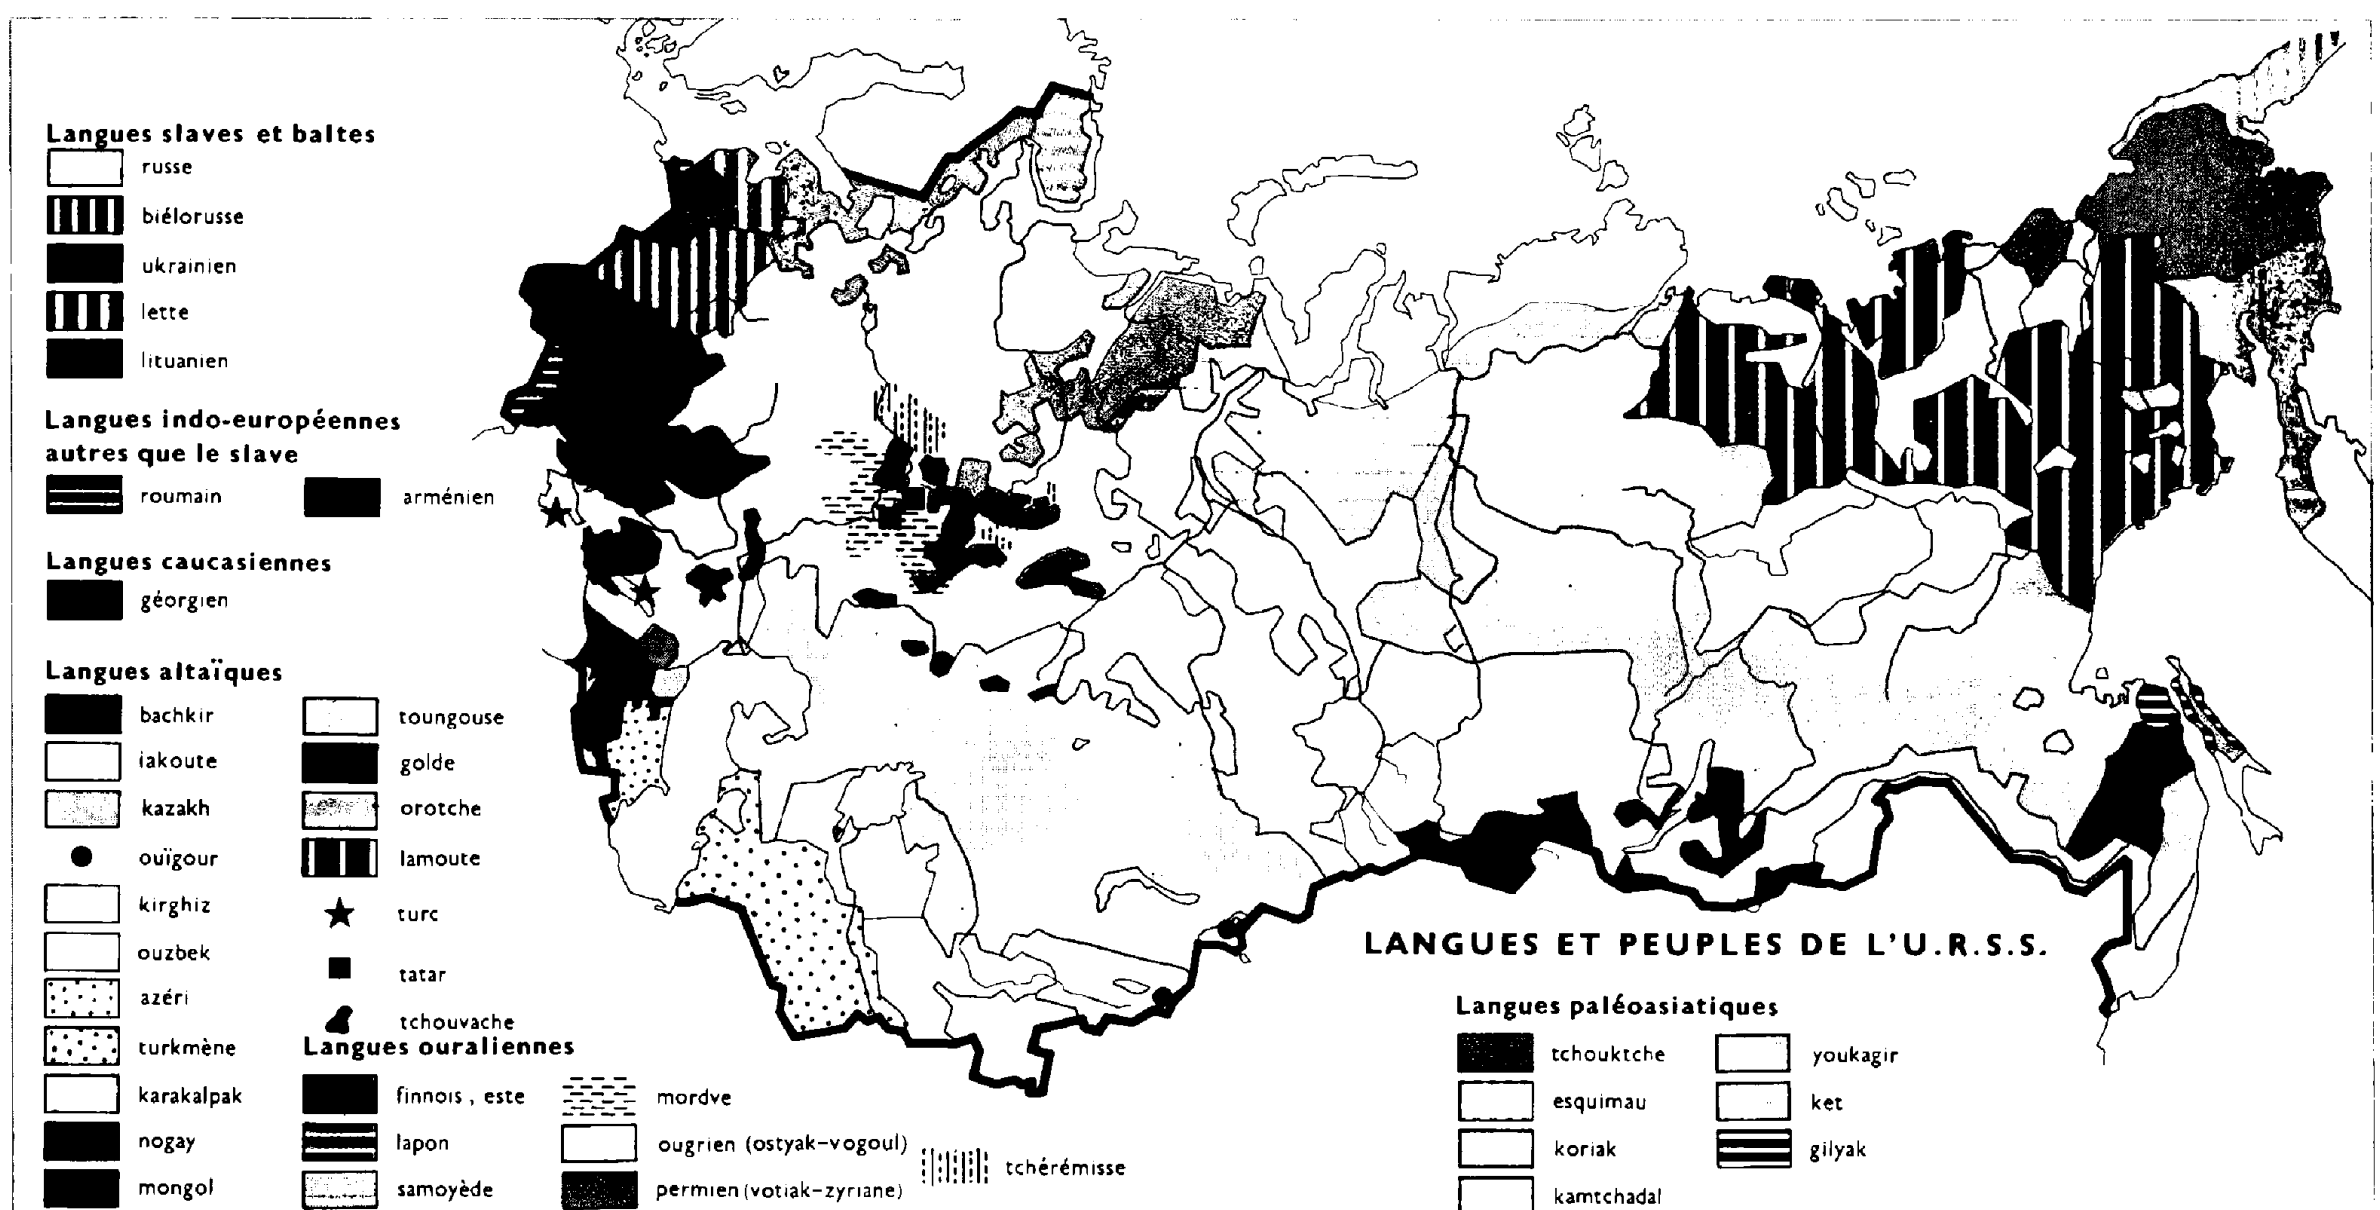 Langues slaves et baltes
russe
biélorusse
ukrainien
lette
lituanien
Langues indo-européennes
autres que le slave
roumain
arménien
Langues caucasiennes
géorgien
Langues altaïques
bachkir
iakoute
kazakh
ouïgour
kirghiz
ouzbek
azéri
turkmène
karakalpak
nogay
mongol
toungouse
golde
orotche
lamoute
turc
tatar
tchouvache
Langues ouraliennes
finnois, este
lapon
samoyède
mordve
ougrien (ostyak-vogoul)
permien (votiak-zyriane)
tchérémisse
LANGUES ET PEUPLES DE L'U.R.S.S.
Langues paléoasiatiques
tchouktche
esquimau
koriak
kamtchadal
youkagir
ket
gilyak